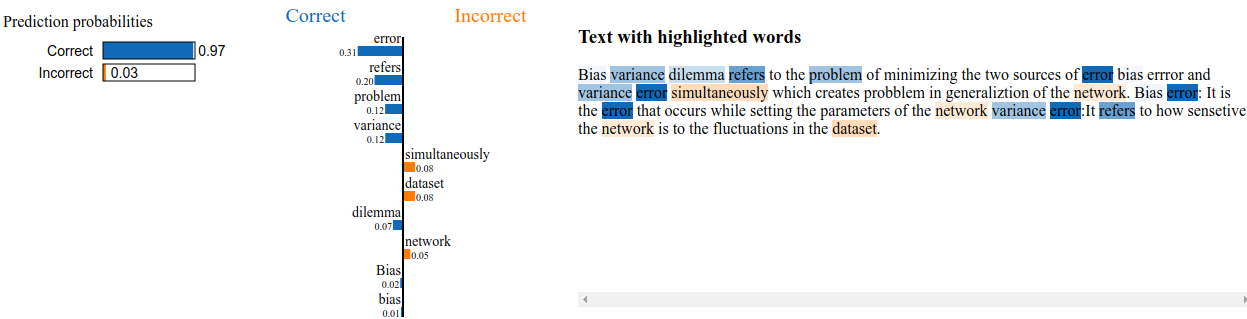 Prediction probabilities
Correct 0.97
Incorrect 0.03
Correct Incorrect
error
0.31
refers
0.20
problem
0.12
variance
0.12
simultaneously
0.08
dataset
0.08
dilemma
0.07
network
0.05
Bias
0.02
bias
0.01
Text with highlighted words
Bias variance dilemma refers to the problem of minimizing the two sources of error bias errror and
variance error simultaneously which creates probblem in generaliztion of the network. Bias error: It is
the error that occurs while setting the parameters of the network variance error:It refers to how sensetive
the network is to the fluctuations in the dataset.